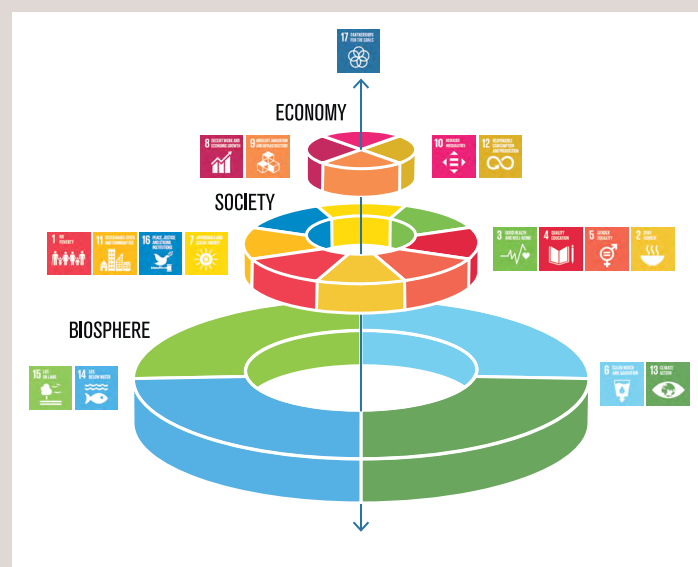 17 PARTNERSHIPS
FOR THE GOALS
ECONOMY
8 DECENT WORK AND
ECONOMIC GROWTH
9 INDUSTRY, INNOVATION
AND INFRASTRUCTURE
10 REDUCED
INEQUALITIES
12 RESPONSIBLE
CONSUMPTION
AND PRODUCTION
SOCIETY
1 NO
POVERTY
11 SUSTAINABLE CITIES
AND COMMUNITIES
16 PEACE, JUSTICE
AND STRONG
INSTITUTIONS
7 AFFORDABLE AND
CLEAN ENERGY
3 GOOD HEALTH
AND WELL-BEING
4 QUALITY
EDUCATION
5 GENDER
EQUALITY
2 ZERO
HUNGER
BIOSPHERE
15 LIFE
ON LAND
14 LIFE
BELOW WATER
6 CLEAN WATER
AND SANITATION
13 CLIMATE
ACTION